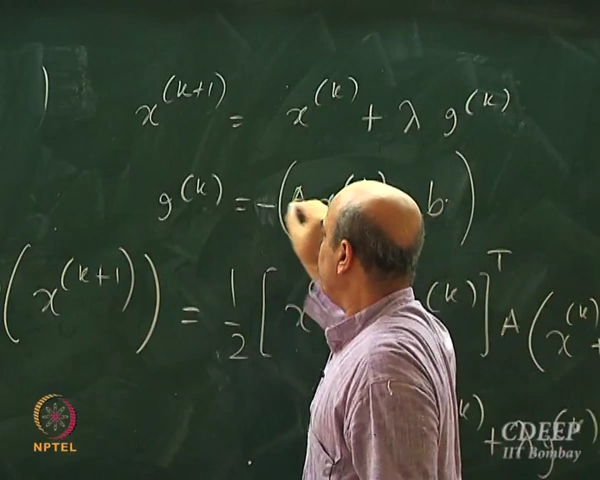 ) x^(k+1) = x^(k) + λ g^(k)
g^(k) = -(A b)
(x^(k+1)) = 1/2 [x (k)]^T A (x^(k) +
k) + λ g^(k)
NPTEL
CDEEP
IIT Bombay